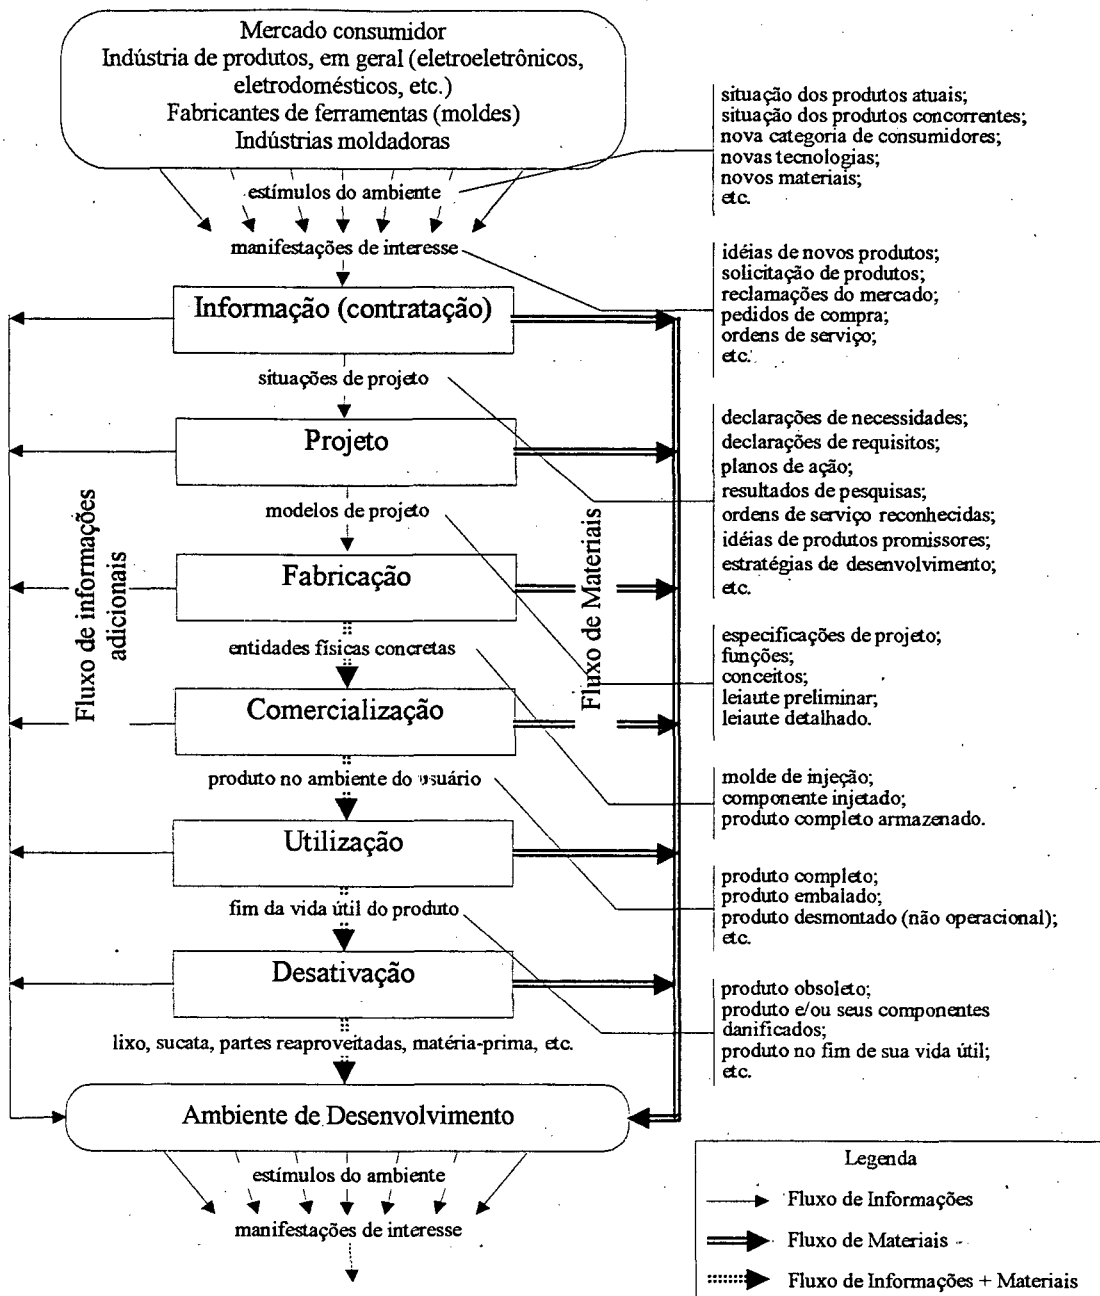 Mercado consumidor
Indústria de produtos, em geral (eletroeletrônicos,
eletrodomésticos, etc.)
Fabricantes de ferramentas (moldes)
Indústrias moldadoras
estímulos do ambiente
manifestações de interesse
situação dos produtos atuais;
situação dos produtos concorrentes;
nova categoria de consumidores;
novas tecnologias;
novos materiais;
etc.
idéias de novos produtos;
solicitação de produtos;
reclamações do mercado;
pedidos de compra;
ordens de serviço;
etc.
Informação (contratação)
situações de projeto
Projeto
modelos de projeto
Fabricação
entidades físicas concretas
Comercialização
produto no ambiente do usuário
Utilização
fim da vida útil do produto
Desativação
lixo, sucata, partes reaproveitadas, matéria-prima, etc.
Ambiente de Desenvolvimento
estímulos do ambiente
manifestações de interesse
Fluxo de informações
adicionais
Fluxo de Materiais
declarações de necessidades;
declarações de requisitos;
planos de ação;
resultados de pesquisas;
ordens de serviço reconhecidas;
idéias de produtos promissores;
estratégias de desenvolvimento;
etc.
especificações de projeto;
funções;
conceitos;
leiaute preliminar;
leiaute detalhado.
molde de injeção;
componente injetado;
produto completo armazenado.
produto completo;
produto embalado;
produto desmontado (não operacional);
etc.
produto obsoleto;
produto e/ou seus componentes
danificados;
produto no fim de sua vida útil;
etc.
Legenda
Fluxo de Informações
Fluxo de Materiais
Fluxo de Informações + Materiais